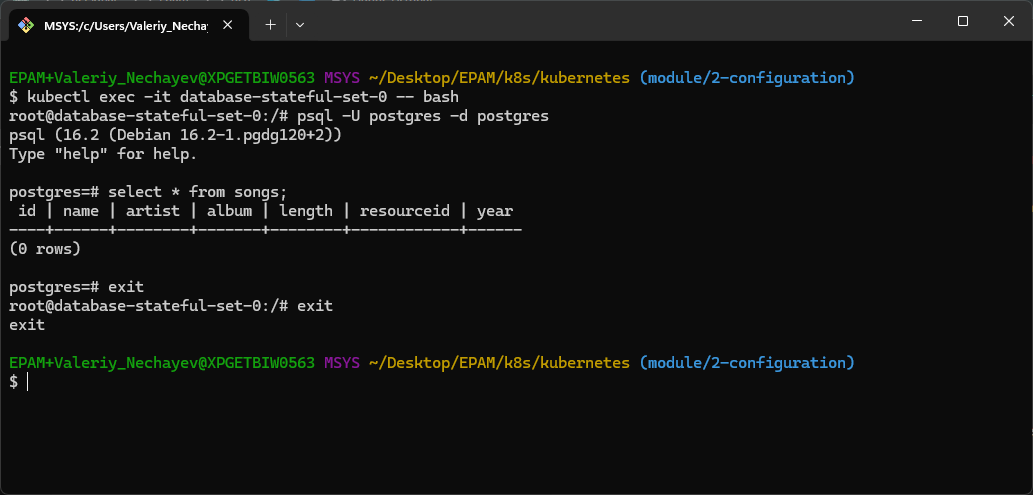 MSYS:/c/Users/Valeriy_Nechay
EPAM+Valeriy_Nechayev@XPGETBIW0563 MSYS ~/Desktop/EPAM/k8s/kubernetes (module/2-configuration)
$ kubectl exec -it database-stateful-set-0 -- bash
root@database-stateful-set-0:/# psql -U postgres -d postgres
psql (16.2 (Debian 16.2-1.pgdg120+2))
Type "help" for help.
postgres=# select * from songs;
 id | name | artist | album | length | resourceid | year
----+------+--------+-------+--------+------------+------
(0 rows)
postgres=# exit
root@database-stateful-set-0:/# exit
exit
EPAM+Valeriy_Nechayev@XPGETBIW0563 MSYS ~/Desktop/EPAM/k8s/kubernetes (module/2-configuration)
$